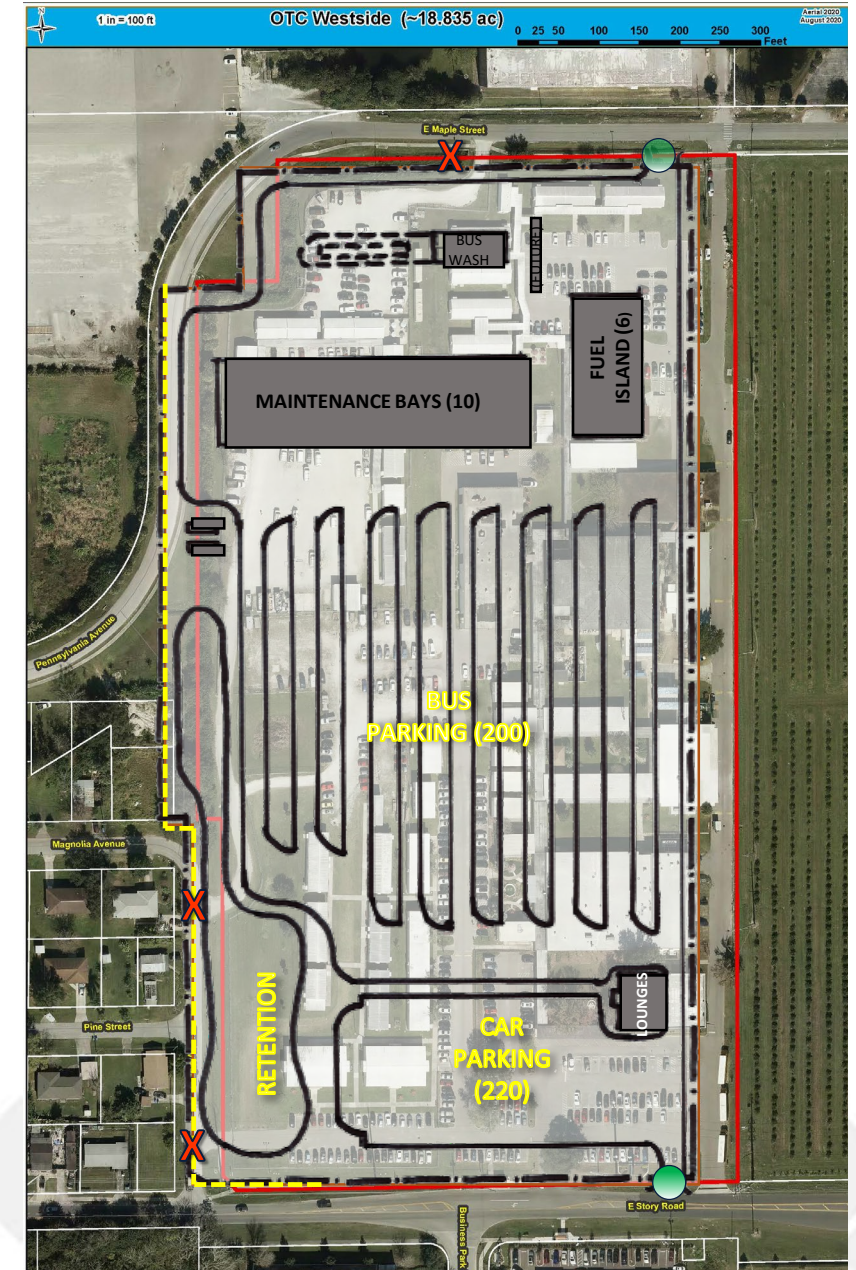 N
1 in = 100 ft
OTC Westside (~18.835 ac)
0 25 50 100 150 200 250 300
Feet
Aerial 2020
August 2020
E Maple Street
X
BUS
WASH
(FUTURE)
FUEL
ISLAND (6)
MAINTENANCE BAYS (10)
Pennsylvania Avenue
BUS
PARKING (200)
Magnolia Avenue
X
LOUNGES
RETENTION
Pine Street
CAR
PARKING
(220)
X
E Story Road
Business Park